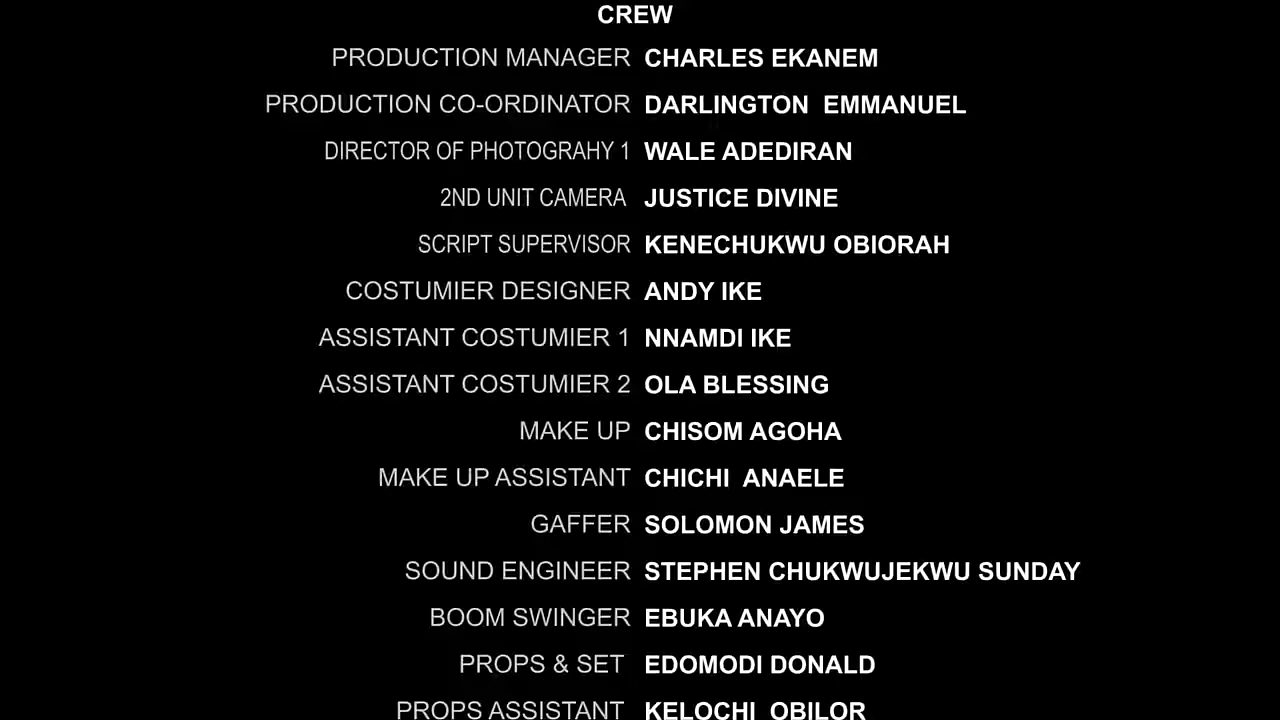 CREW
PRODUCTION MANAGER CHARLES EKANEM
PRODUCTION CO-ORDINATOR DARLINGTON EMMANUEL
DIRECTOR OF PHOTOGRAHY 1 WALE ADEDIRAN
2ND UNIT CAMERA JUSTICE DIVINE
SCRIPT SUPERVISOR KENECHUKWU OBIORAH
COSTUMIER DESIGNER ANDY IKE
ASSISTANT COSTUMIER 1 NNAMDI IKE
ASSISTANT COSTUMIER 2 OLA BLESSING
MAKE UP CHISOM AGOHA
MAKE UP ASSISTANT CHICHI ANAELE
GAFFER SOLOMON JAMES
SOUND ENGINEER STEPHEN CHUKWUJEKWU SUNDAY
BOOM SWINGER EBUKA ANAYO
PROPS & SET EDOMODI DONALD
PROPS ASSISTANT KELOCHI OBILOR